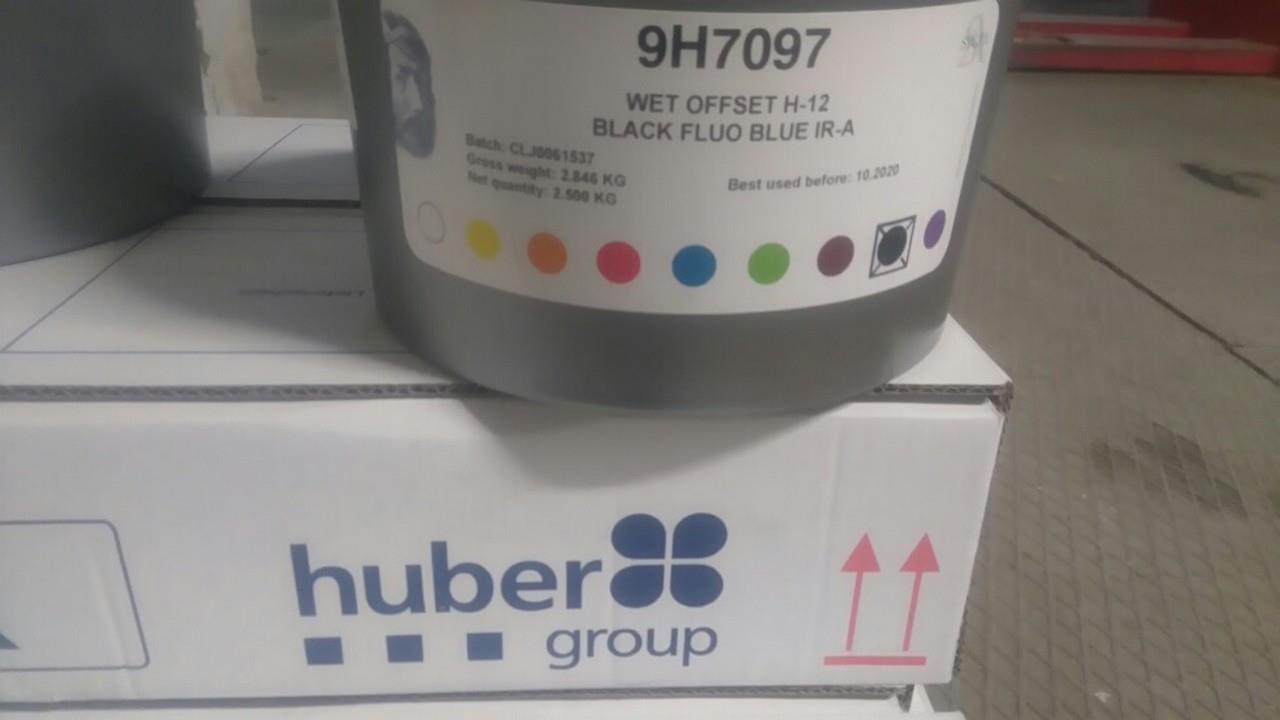 9H7097
WET OFFSET H-12
BLACK FLUO BLUE IR-A
Batch: CLJ0061537
Gross weight: 2.846 KG
Net quantity: 2.500 KG
Best used before: 10.2020
huber
group